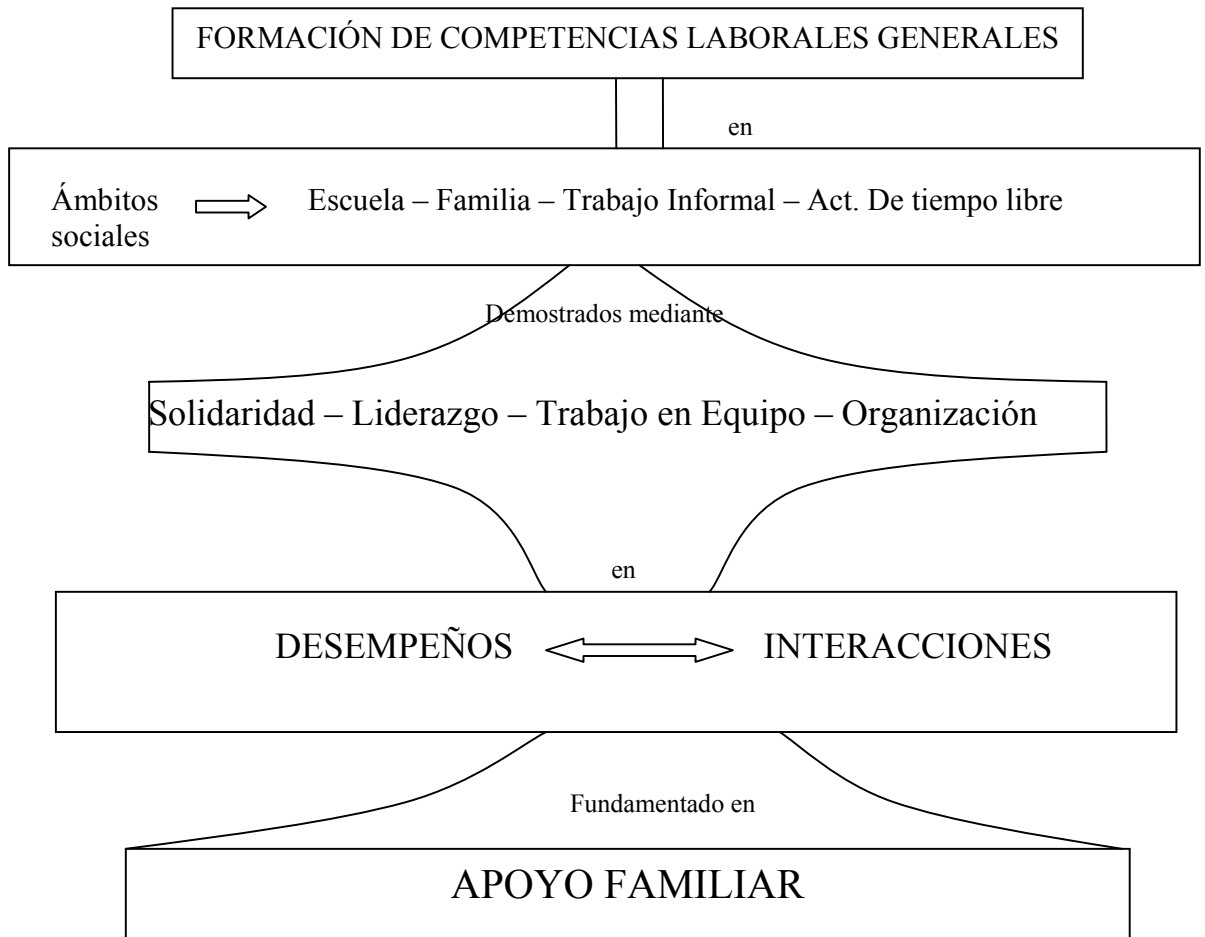 FORMACIÓN DE COMPETENCIAS LABORALES GENERALES
en
Ámbitos sociales
Escuela – Familia – Trabajo Informal – Act. De tiempo libre
Demostrados mediante
Solidaridad – Liderazgo – Trabajo en Equipo – Organización
en
DESEMPEÑOS INTERACCIONES
Fundamentado en
APOYO FAMILIAR